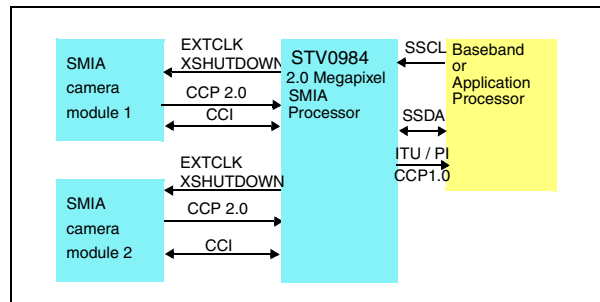 SMIA
camera
module 1
EXTCLK
XSHUTDOWN
CCP 2.0
CCI
SMIA
camera
module 2
EXTCLK
XSHUTDOWN
CCP 2.0
CCI
STV0984
2.0 Megapixel
SMIA
Processor
SSCL
SSDA
ITU / PI
CCP1.0
Baseband
or
Application
Processor